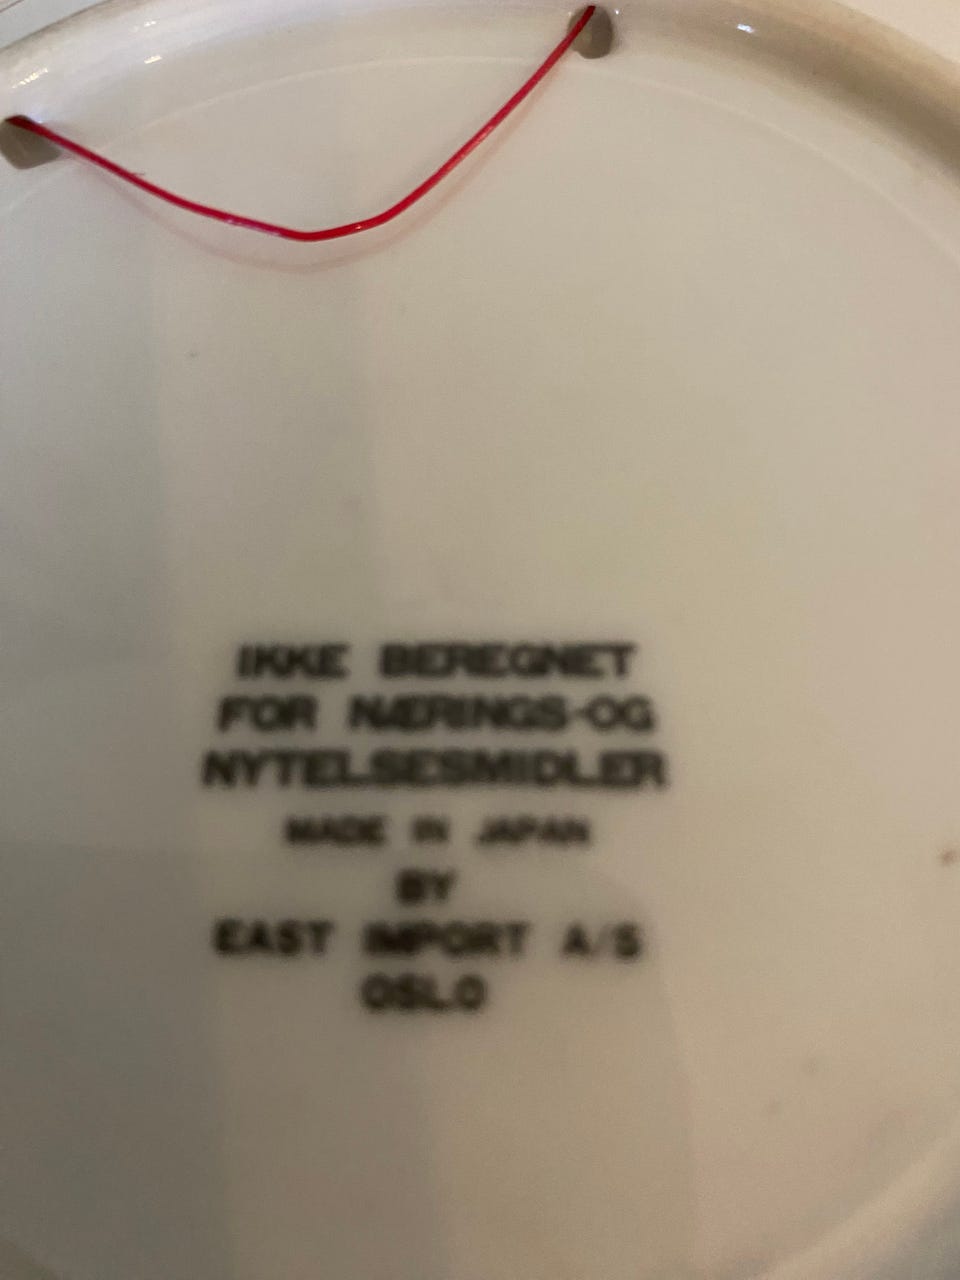 IKKE BEREGNET
FOR NÆRINGS-OG
NYTELSESMIDLER
MADE IN JAPAN
BY
EAST IMPORT A/S
OSLO